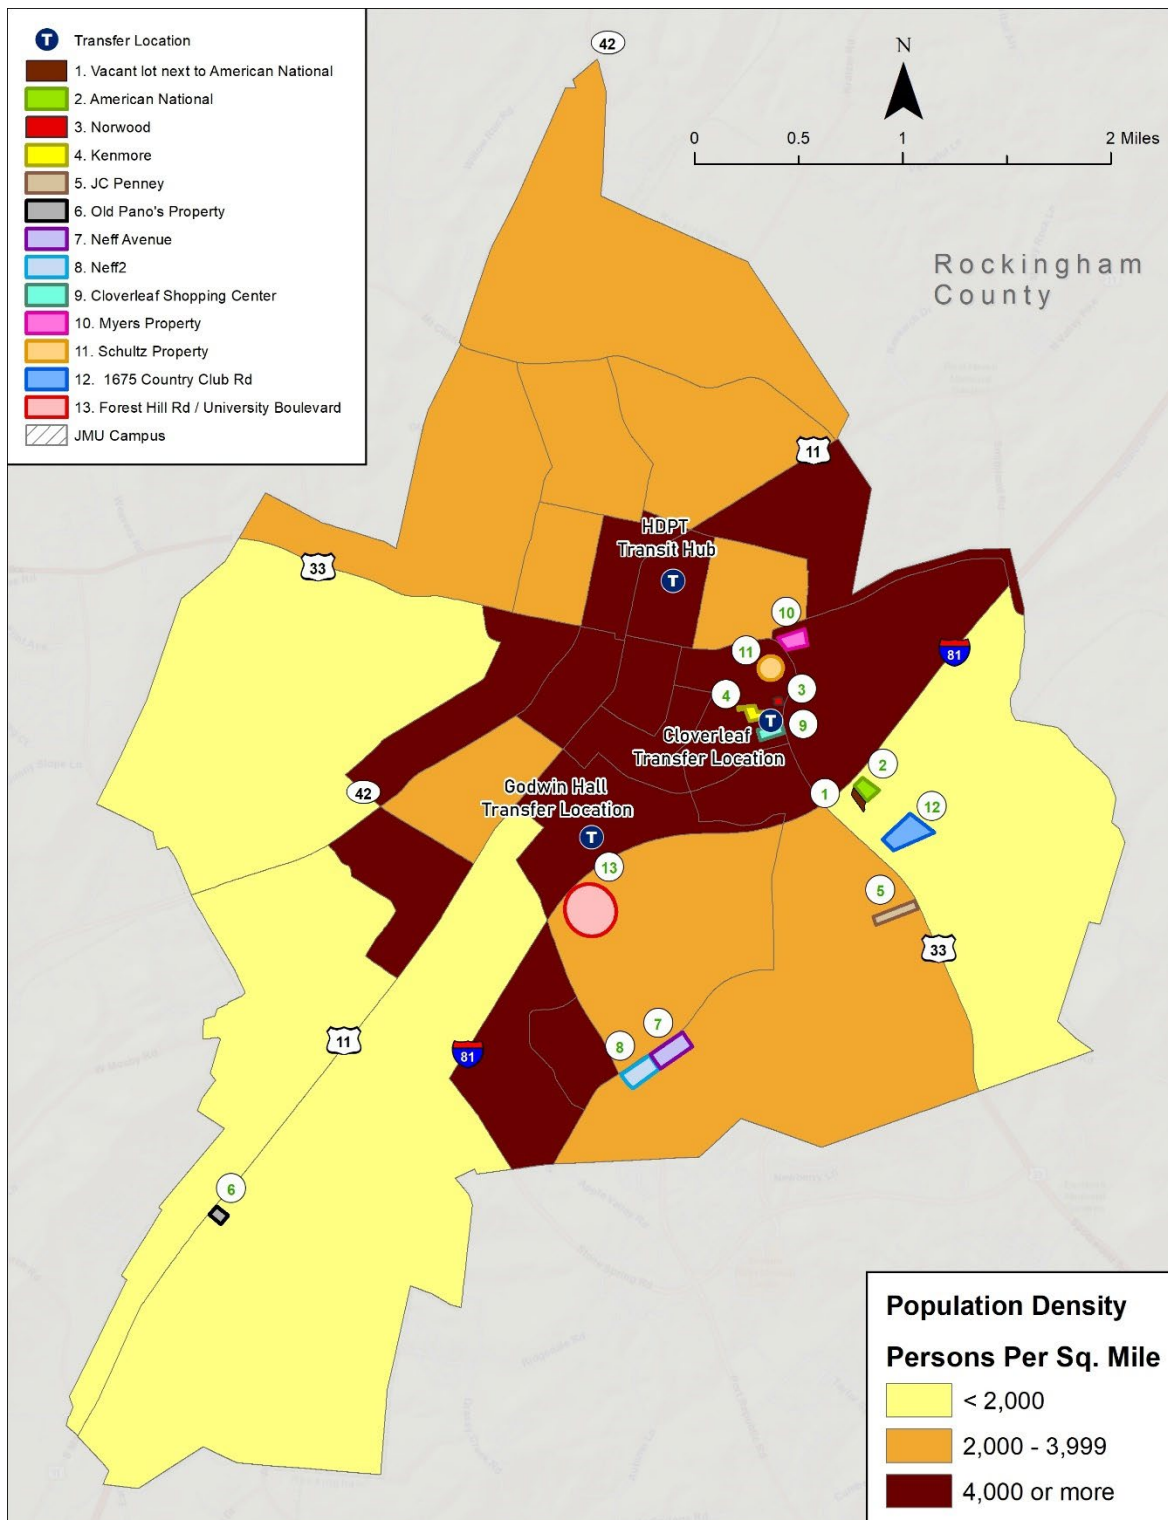 T Transfer Location
1. Vacant lot next to American National
2. American National
3. Norwood
4. Kenmore
5. JC Penney
6. Old Pano's Property
7. Neff Avenue
8. Neff2
9. Cloverleaf Shopping Center
10. Myers Property
11. Schultz Property
12. 1675 Country Club Rd
13. Forest Hill Rd / University Boulevard
JMU Campus
42
N
0 0.5 1 2 Miles
Rockingham
County
11
HDPT
Transit Hub
T
33
10
81
11
3
4
T
9
Cloverleaf
Transfer Location
2
1
Godwin Hall
Transfer Location
42
12
T
13
5
33
7
11
8
81
6
Population Density
Persons Per Sq. Mile
< 2,000
2,000 - 3,999
4,000 or more